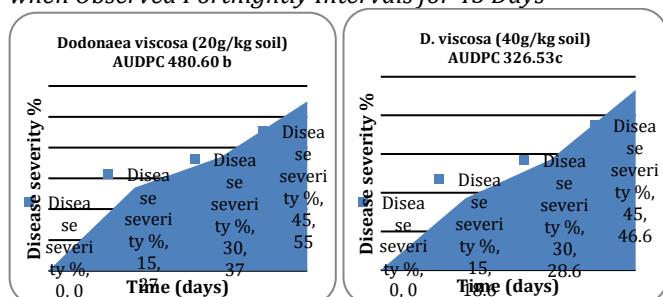 when Observed Fortnightly Intervals for Days
Dodonaea viscosa (20g/kg soil)
AUDPC 480.60 b
Disease severity %
Disea
se
severi
ty %,
0, 0
Disea
se
severi
ty %,
15,
27
Disea
se
severi
ty %,
30,
37
Disea
se
severi
ty %,
45,
55
Time (days)
D. viscosa (40g/kg soil)
AUDPC 326.53c
Disease severity %
Disea
se
severi
ty %,
0, 0
Disea
se
severi
ty %,
15,
Disea
se
severi
ty %,
30,
28.6
Disea
se
severi
ty %,
45,
46.6
Time (days)